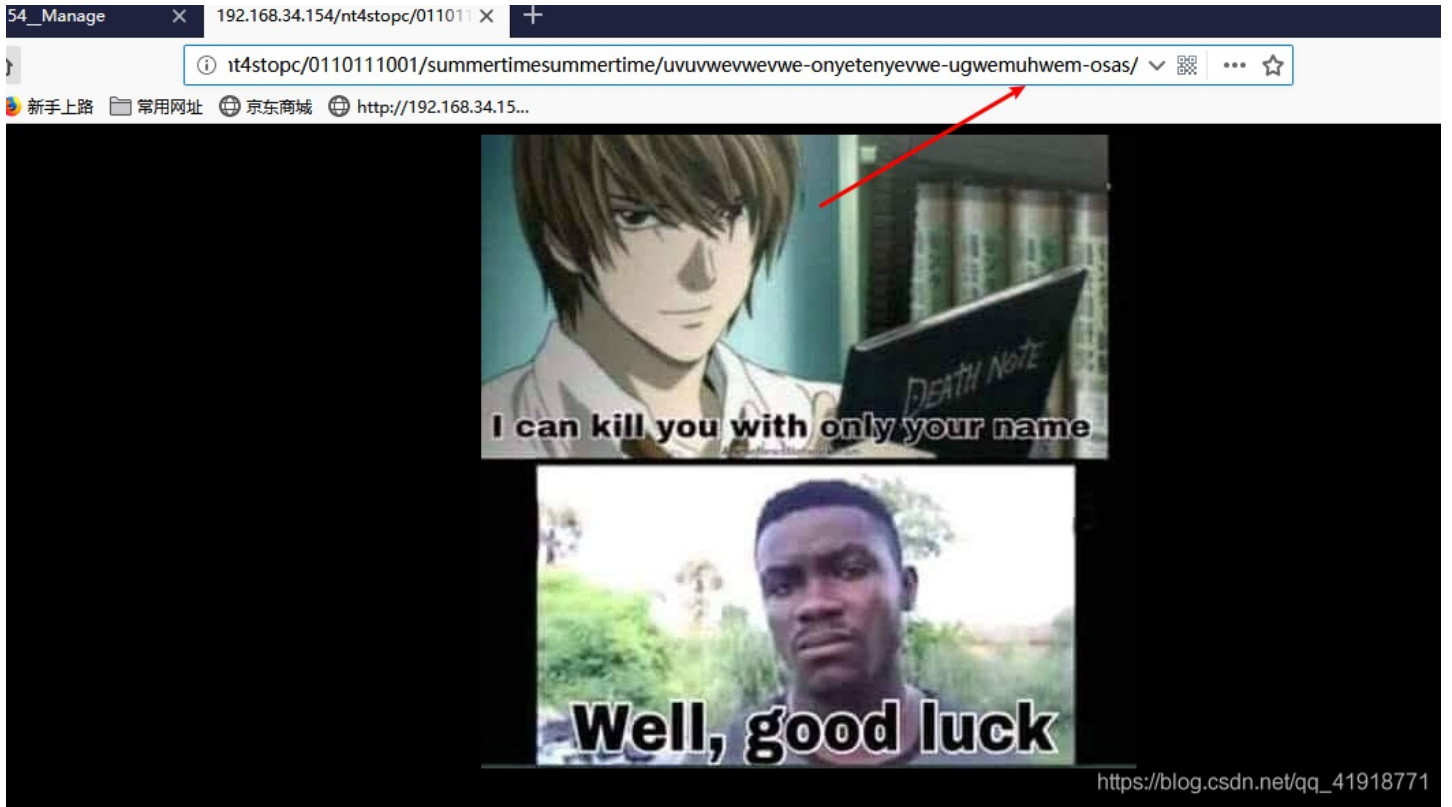 54__Manage
192.168.34.154/nt4stopc/011011
nt4stopc/0110111001/summertimesummertime/uvuvwevwevwe-onyetenyevwe-ugwemuhwem-osas/
新手上路 常用网址 京东商城 http://192.168.34.15...
DEATH NOTE
I can kill you with only your name
Well, good luck
https://blog.csdn.net/qq_41918771